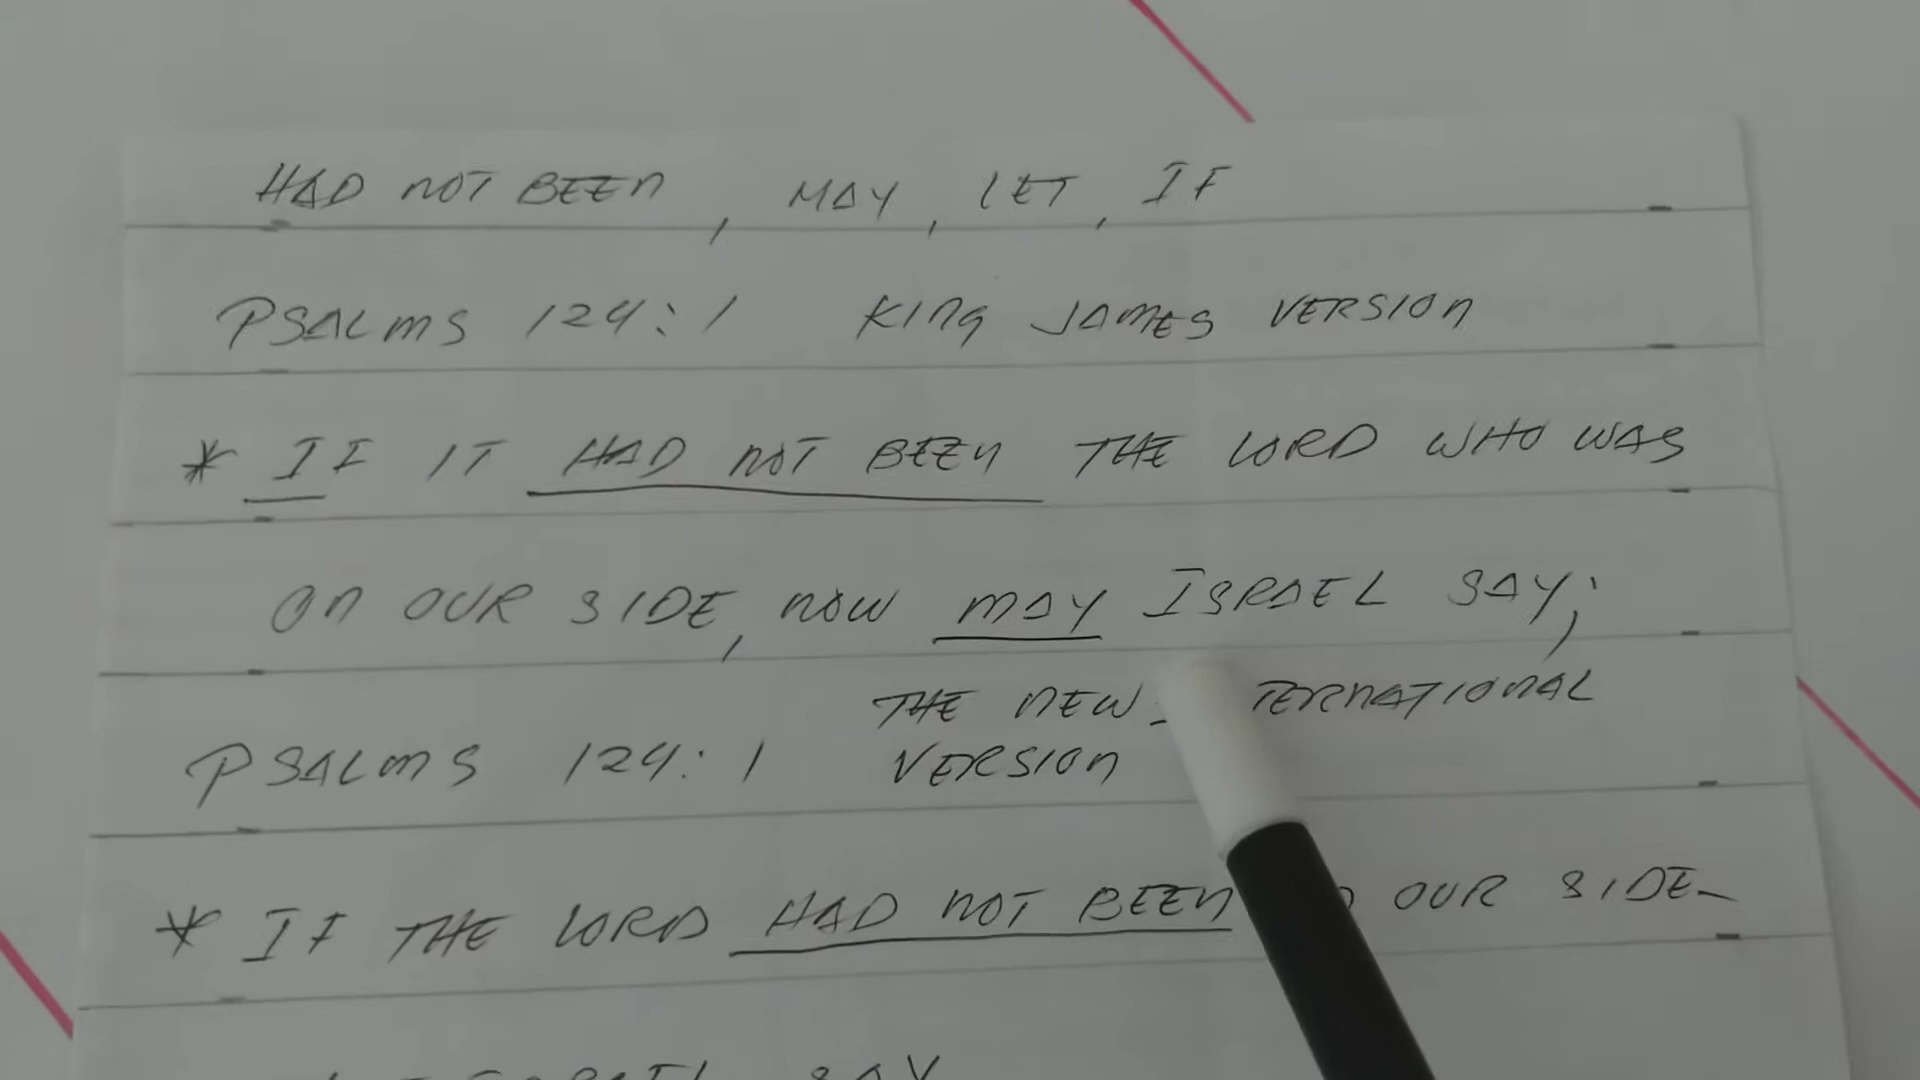 HAD NOT BEEN, MAY, LET, IF
PSALMS 124:1 KING JAMES VERSION
* IF IT HAD NOT BEEN THE LORD WHO WAS
ON OUR SIDE, NOW MAY ISRAEL SAY;
THE NEW TERNATIONAL
PSALMS 124:1 VERSION
* IF THE LORD HAD NOT BEEN OUR SIDE-
SAY